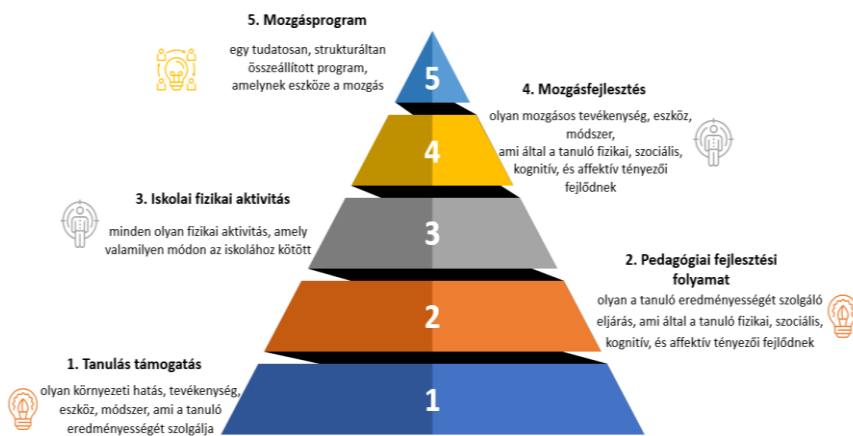 5. Mozgásprogram
egy tudatosan, strukturáltan
összeállított program,
amelynek eszköze a mozgás
5
4. Mozgásfejlesztés
olyan mozgásos tevékenység, eszköz,
módszer,
ami által a tanuló fizikai, szociális,
kognitív, és affektív tényezői
fejlődnek
4
3. Iskolai fizikai aktivitás
minden olyan fizikai aktivitás, amely
valamilyen módon az iskolához kötött
3
2. Pedagógiai fejlesztési
folyamat
olyan a tanuló eredményességét szolgáló
eljárás, ami által a tanuló fizikai, szociális,
kognitív, és affektív tényezői fejlődnek
2
1. Tanulás támogatás
olyan környezeti hatás, tevékenység,
eszköz, módszer, ami a tanuló
eredményességét szolgálja
1